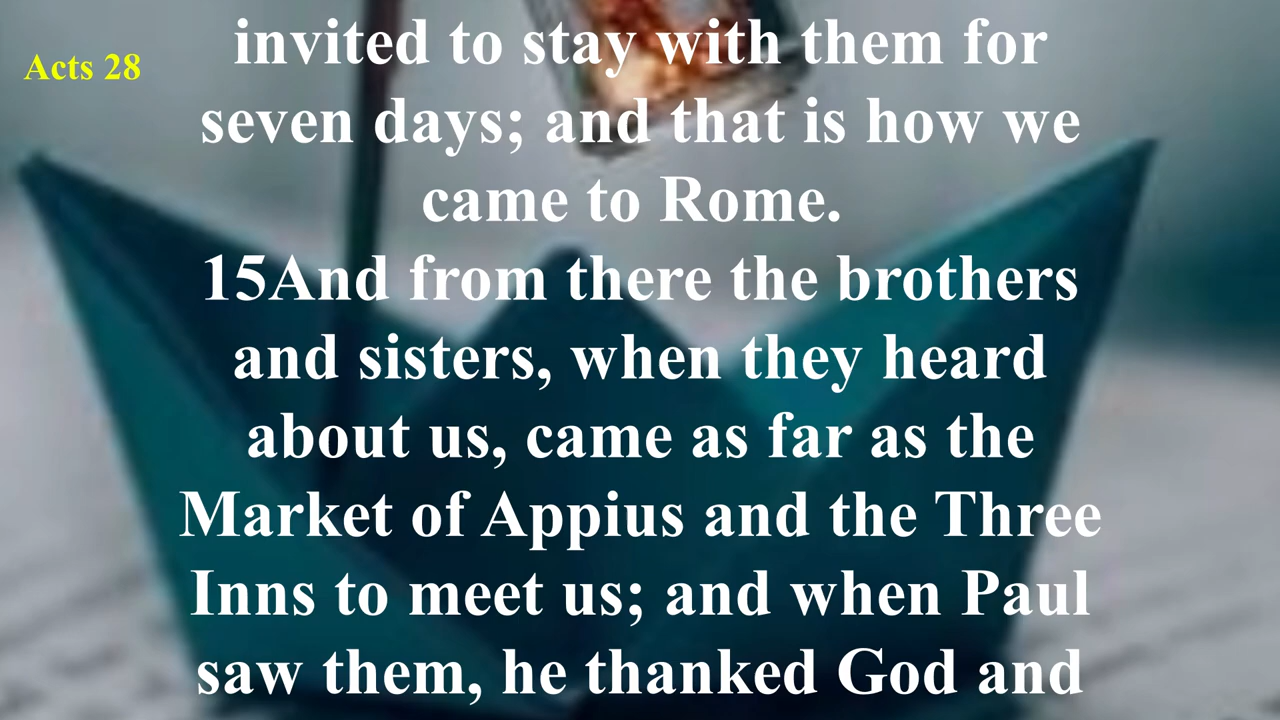 Acts 28
invited to stay with them for
seven days; and that is how we
came to Rome.
15And from there the brothers
and sisters, when they heard
about us, came as far as the
Market of Appius and the Three
Inns to meet us; and when Paul
saw them, he thanked God and